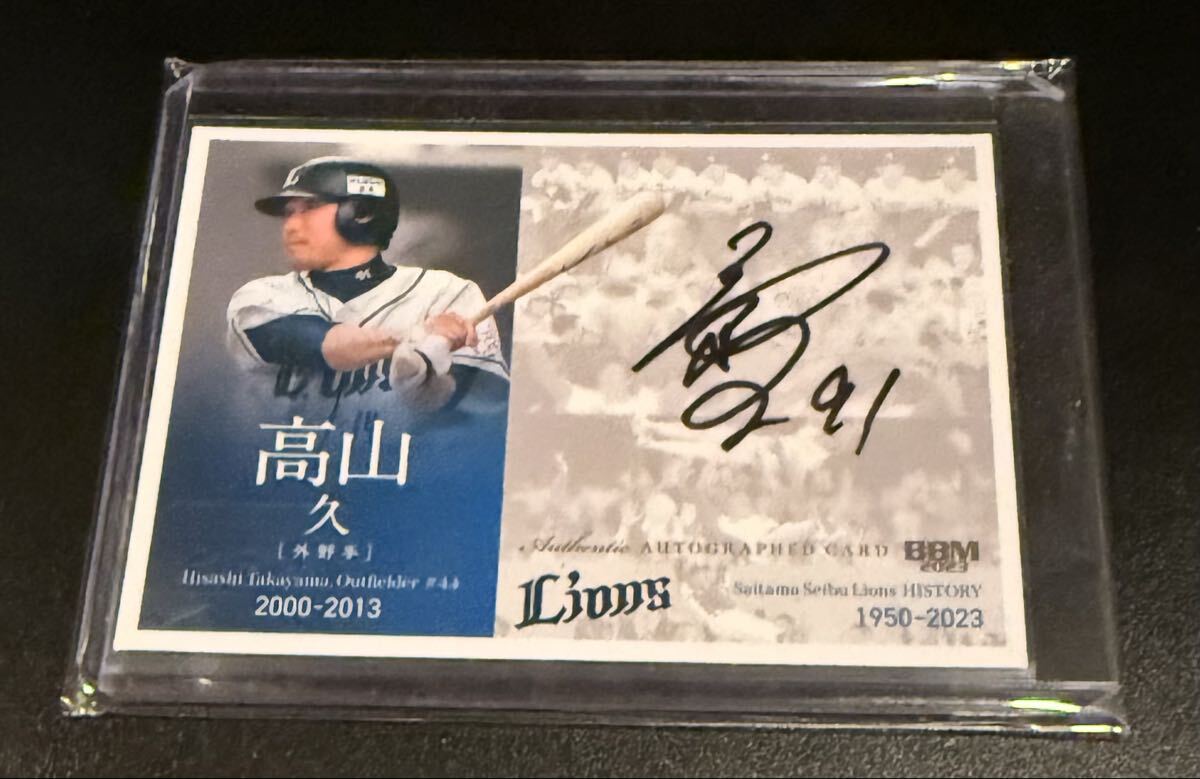 高山
久
[外野手]
Hisashi Takayama, Outfielder #44
2000-2013
91
Authentic AUTOGRAPHED CARD BBM
2023
Lions
Saitama Seibu Lions HISTORY
1950-2023